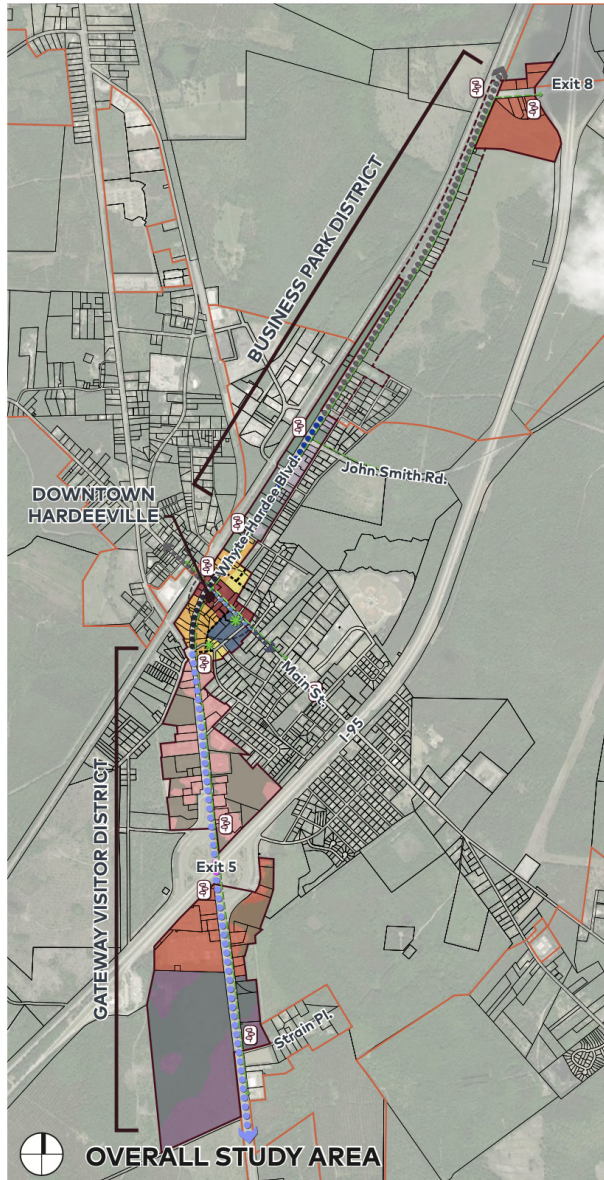 Exit 8
BUSINESS PARK DISTRICT
John Smith Rd.
Whyte Hardee Blvd.
DOWNTOWN
HARDEEVILLE
Main St.
I-95
GATEWAY VISITOR DISTRICT
Exit 5
Strain Pl.
OVERALL STUDY AREA